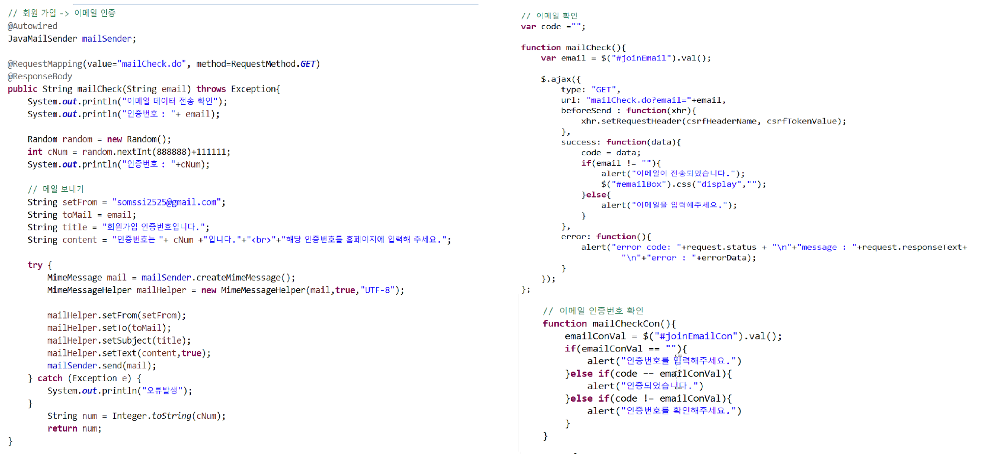 // 회원 가입 -> 이메일 인증
@Autowired
JavaMailSender mailSender;
@RequestMapping(value="mailCheck.do", method=RequestMethod.GET)
@ResponseBody
public String mailCheck(String email) throws Exception{
System.out.println("이메일 데이터 전송 확인");
System.out.println("인증번호 : "+ email);
Random random = new Random();
int cNum = random.nextInt(888888)+111111;
System.out.println("인증번호 : "+cNum);
// 메일 보내기
String setFrom = "somssi2525@gmail.com";
String toMail = email;
String title = "회원가입 인증번호입니다.";
String content = "인증번호는 "+ cNum +"입니다."+"<br>"+"해당 인증번호를 홈페이지에 입력해 주세요.";
try {
MimeMessage mail = mailSender.createMimeMessage();
MimeMessageHelper mailHelper = new MimeMessageHelper(mail,true,"UTF-8");
mailHelper.setFrom(setFrom);
mailHelper.setTo(toMail);
mailHelper.setSubject(title);
mailHelper.setText(content,true);
mailSender.send(mail);
} catch (Exception e) {
System.out.println("오류발생");
}
String num = Integer.toString(cNum);
return num;
}
// 이메일 확인
var code ="";
function mailCheck(){
var email = $("#joinEmail").val();
$.ajax({
type: "GET",
url: "mailCheck.do?email="+email,
beforeSend : function(xhr){
xhr.setRequestHeader(csrfHeaderName, csrfTokenValue);
},
success: function(data){
code = data;
if(email != ""){
alert("이메일이 전송되었습니다.");
$("#emailBox").css("display","");
}else{
alert("이메일을 입력해주세요.");
}
},
error: function(){
alert("error code: "+request.status + "\n"+"message : "+request.responseText+
"\n"+"error : "+errorData);
}
});
};
// 이메일 인증번호 확인
function mailCheckCon(){
emailConVal = $("#joinEmailCon").val();
if(emailConVal == ""){
alert("인증번호를 입력해주세요.")
}else if(code == emailConVal){
alert("인증되었습니다.")
}else if(code != emailConVal){
alert("인증번호를 확인해주세요.")
}
}